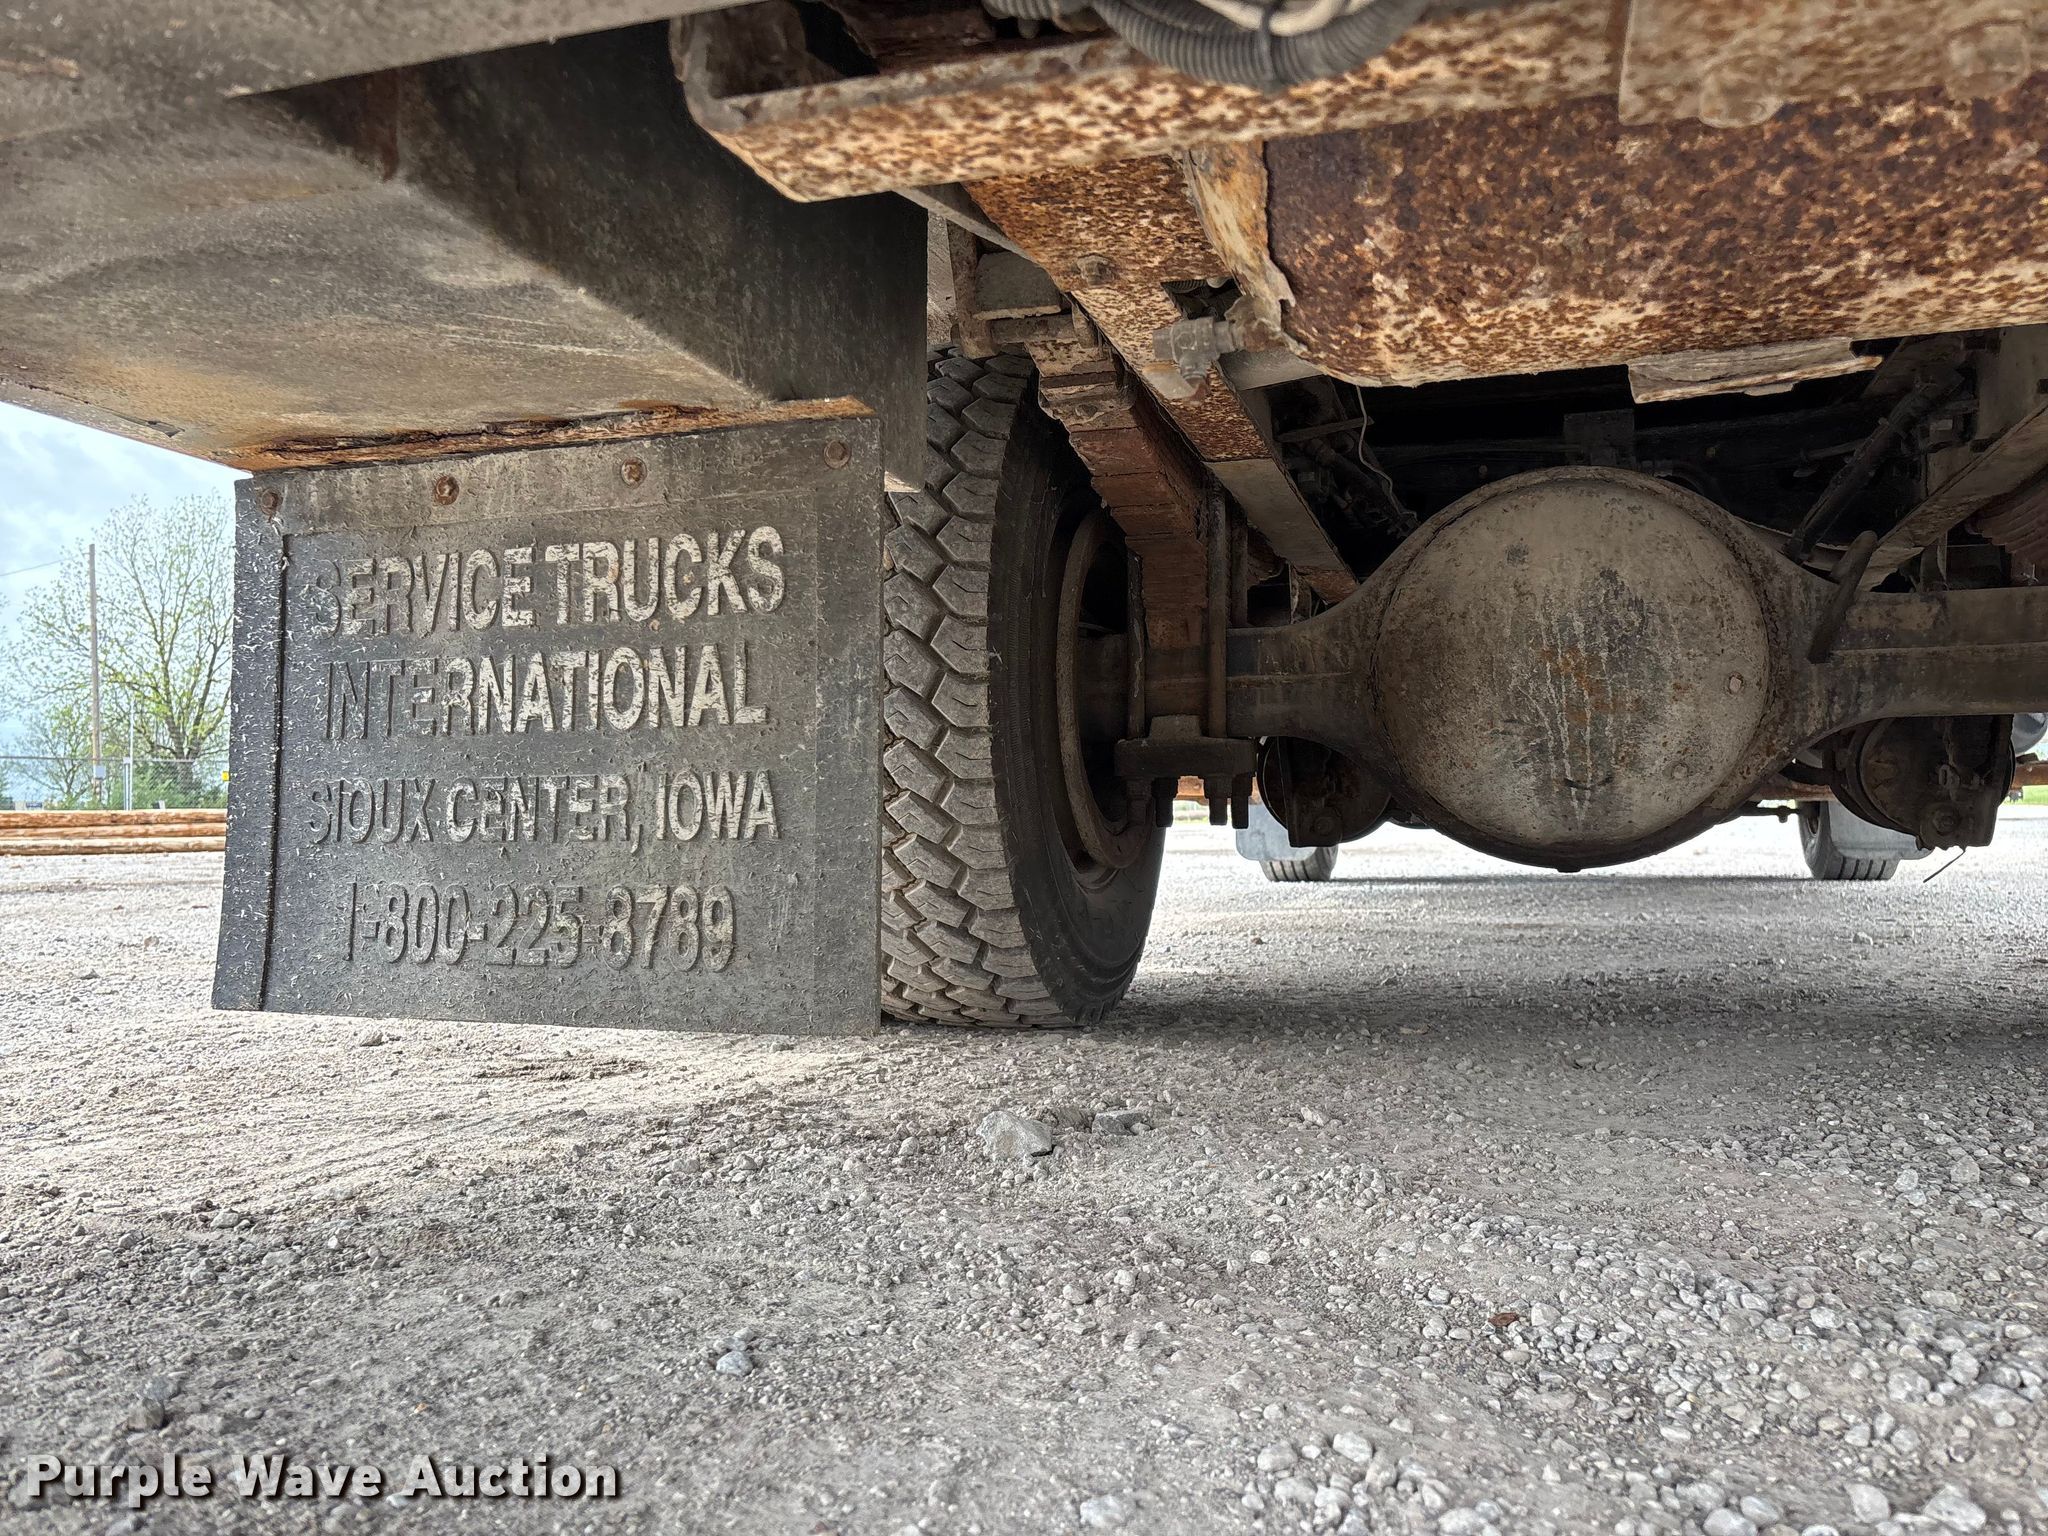 SERVICE TRUCKS
INTERNATIONAL
SIOUX CENTER, IOWA
1-800-225-8789
Purple Wave Auction